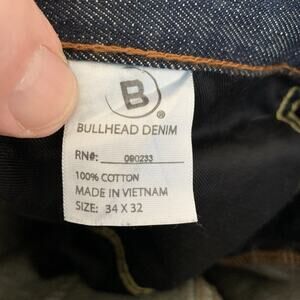 B
®
BULLHEAD DENIM
RN#: 090233
100% COTTON
MADE IN VIETNAM
SIZE: 34 X 32